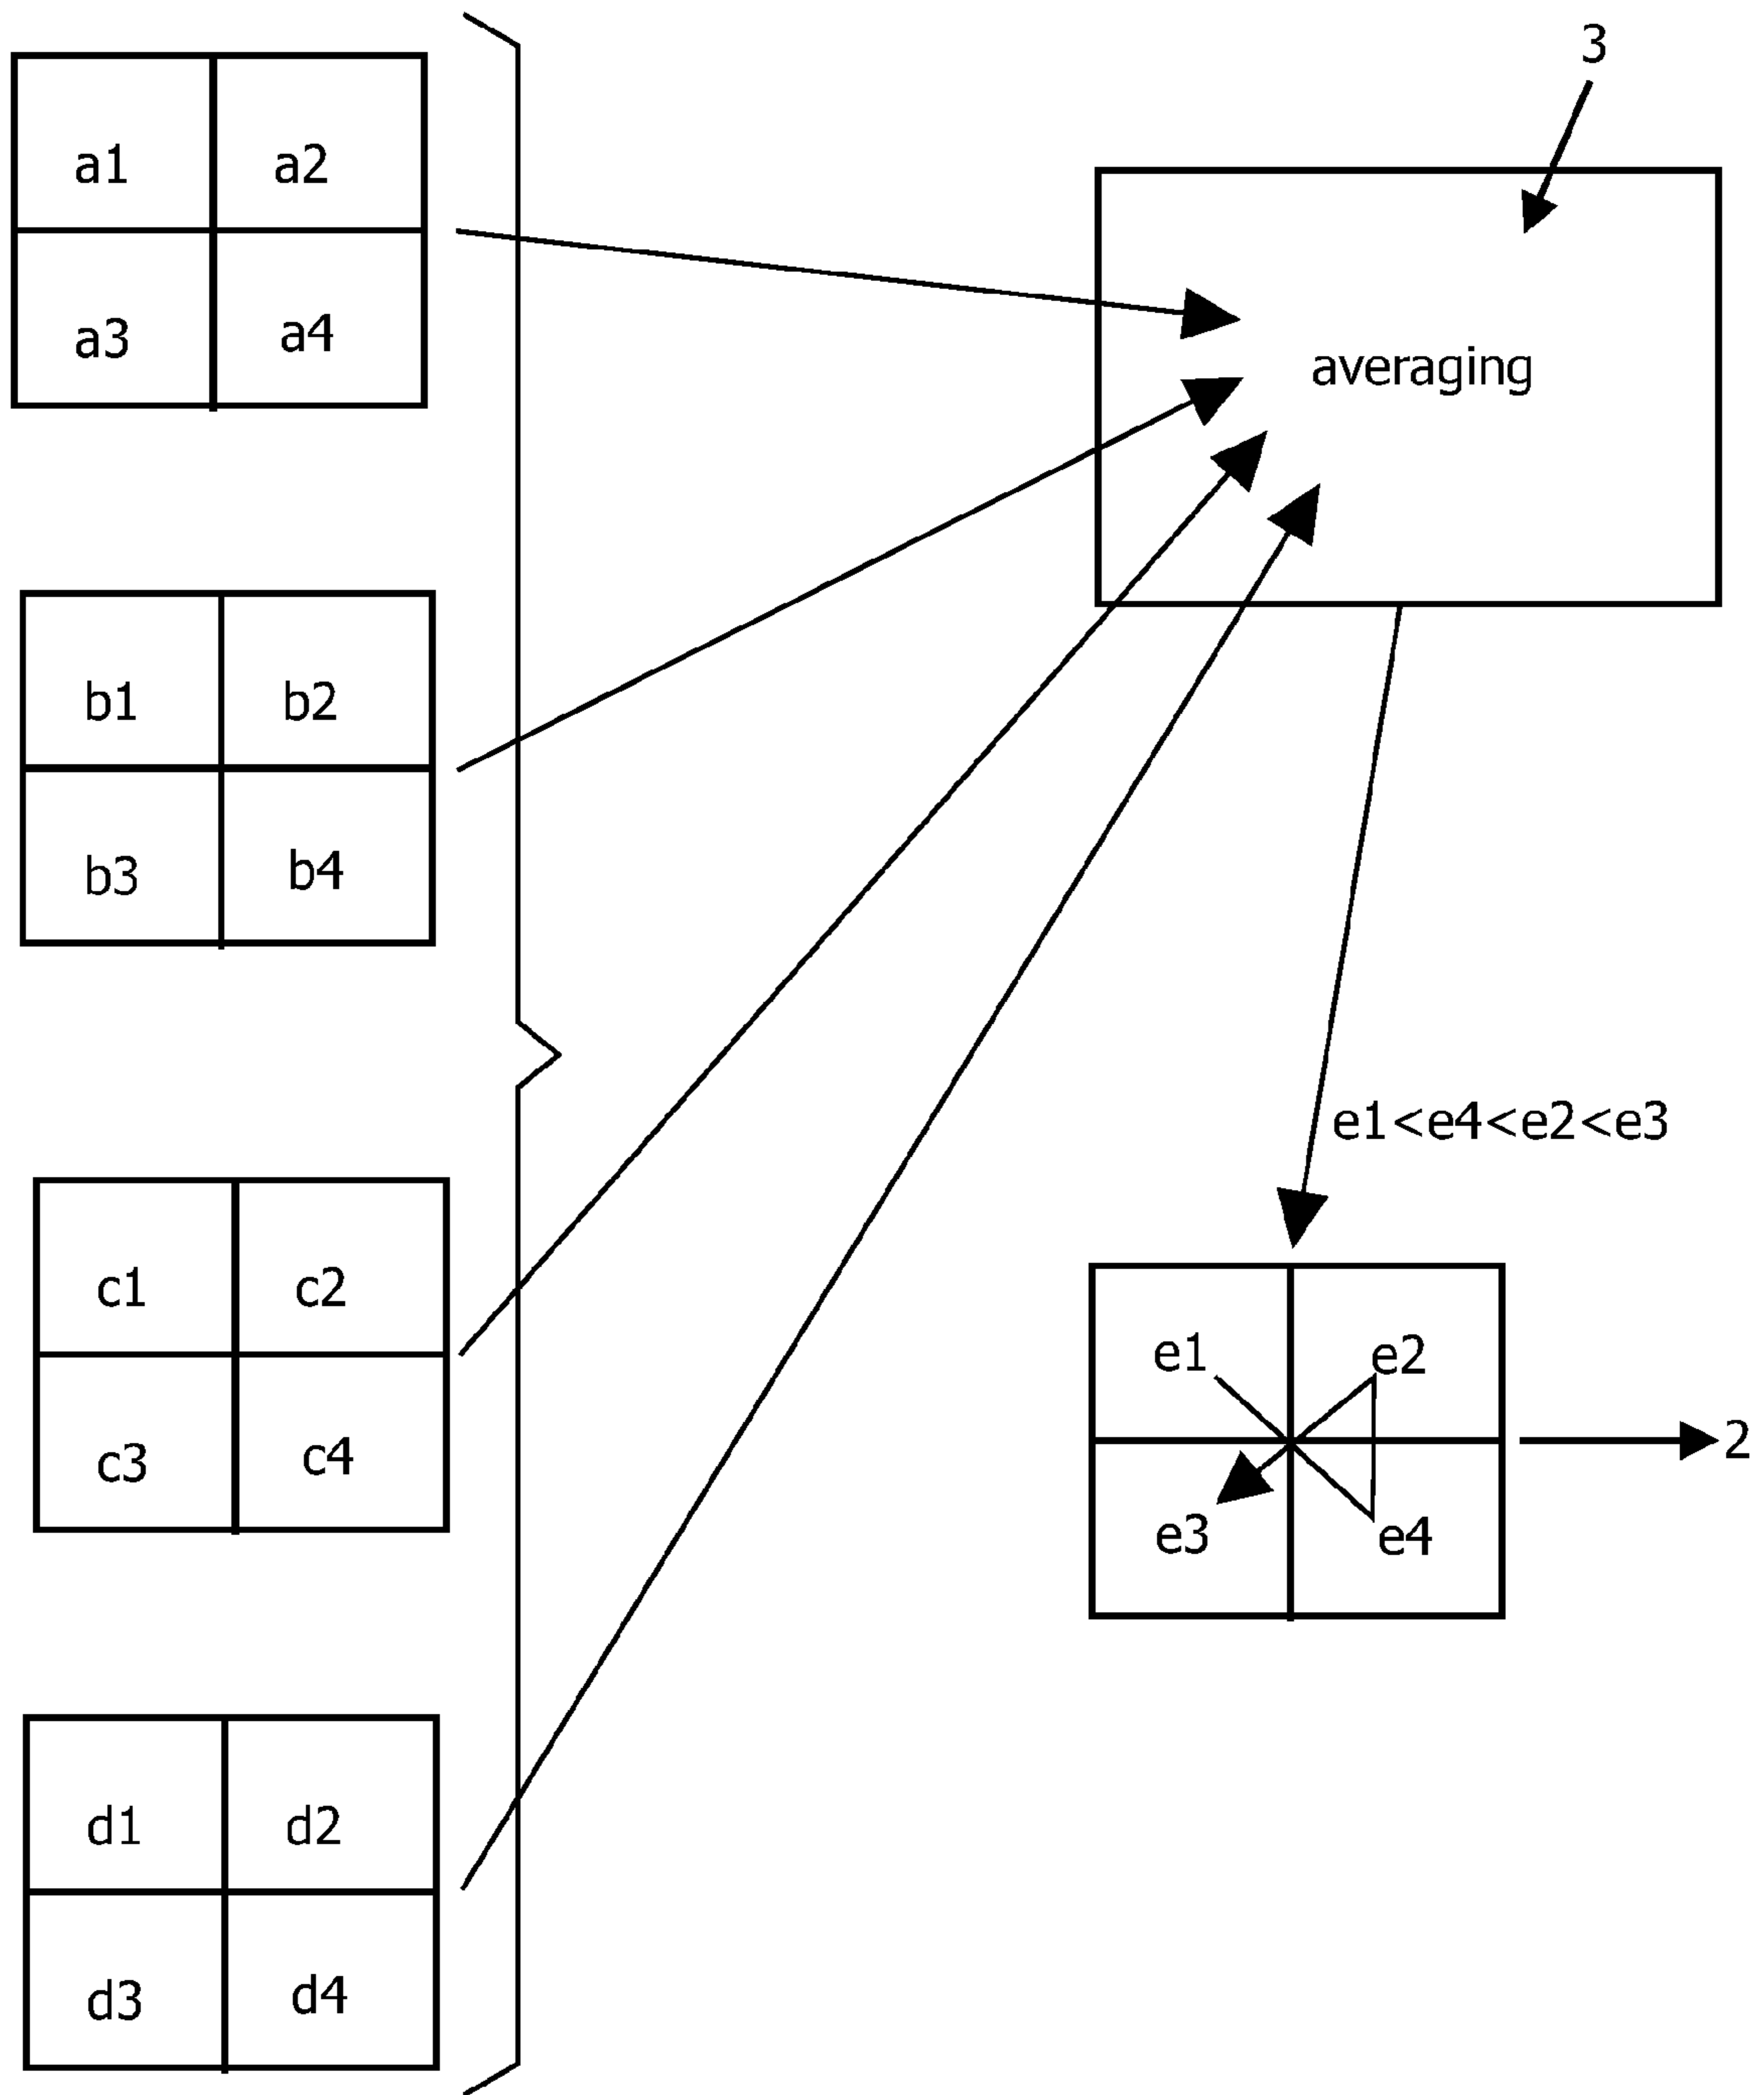 3
a1 a2
a3 a4
averaging
b1 b2
b3 b4
e1<e4<e2<e3
c1 c2
c3 c4
e1 e2
2
e3 e4
d1 d2
d3 d4